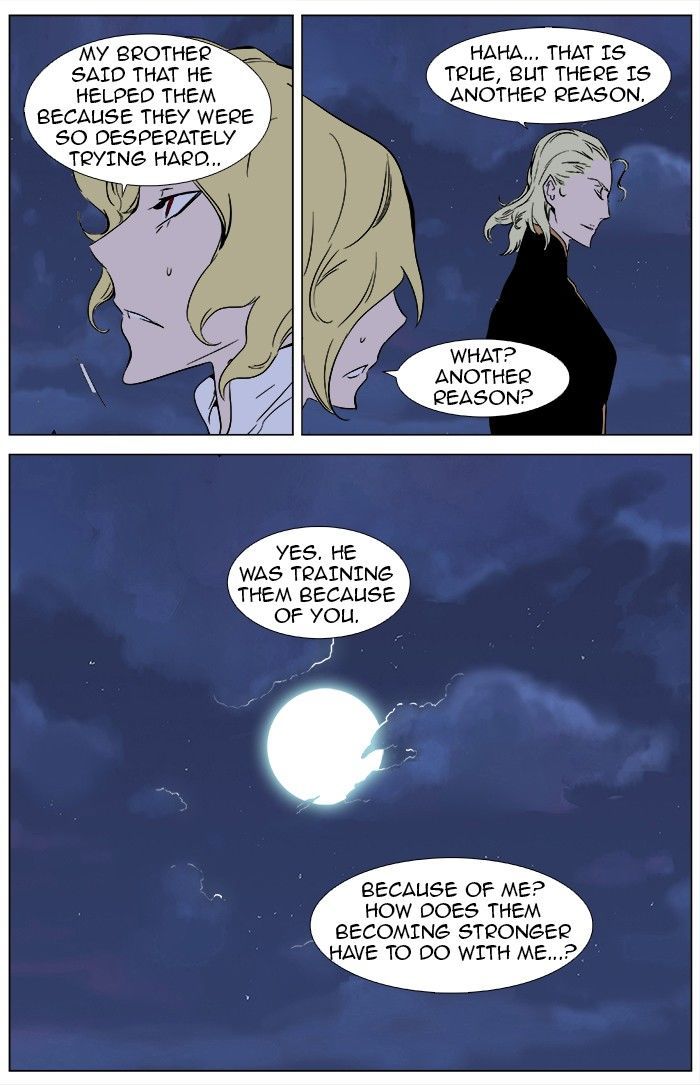 MY BROTHER
SAID THAT HE
HELPED THEM
BECAUSE THEY WERE
SO DESPERATELY
TRYING HARD...
HAHA... THAT IS
TRUE, BUT THERE IS
ANOTHER REASON.
WHAT?
ANOTHER
REASON?
YES. HE
WAS TRAINING
THEM BECAUSE
OF YOU.
BECAUSE OF ME?
HOW DOES THEM
BECOMING STRONGER
HAVE TO DO WITH ME...?